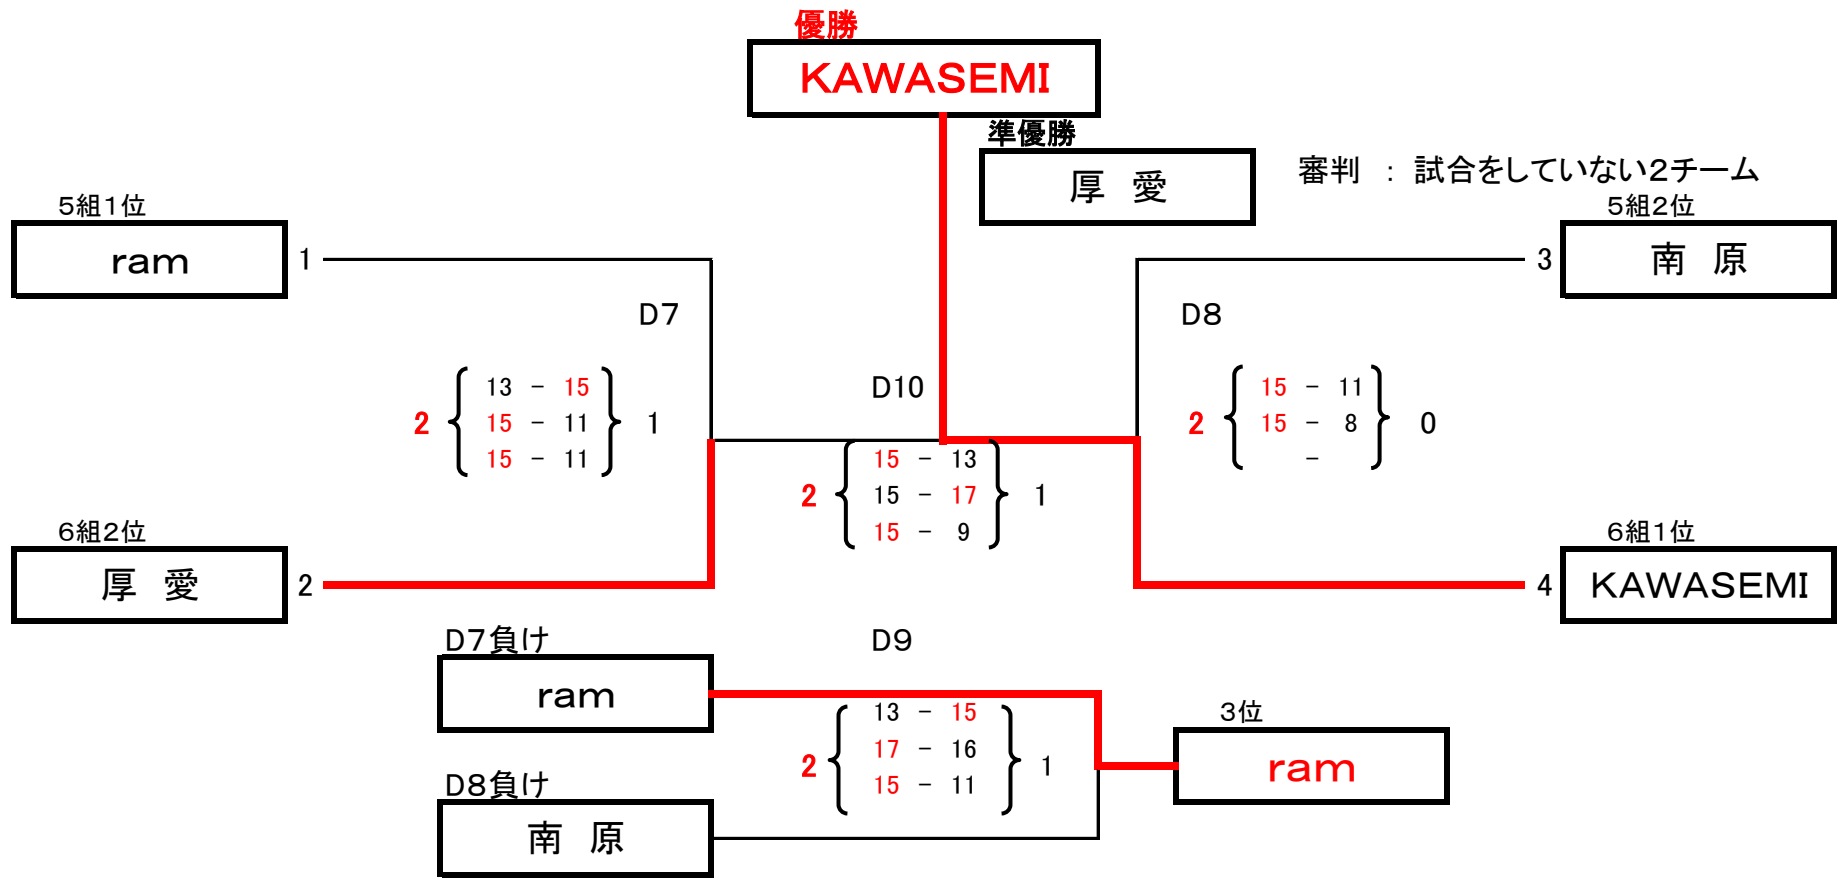 優勝
KAWASEMI
準優勝
厚 愛
審判 : 試合をしていない2チーム
5組1位
ram 1
5組2位
3 南 原
D7
D8
D10
2 { 13 - 15 } 1
15 - 11
15 - 11
2 { 15 - 11 } 0
15 - 8
-
2 { 15 - 13 } 1
15 - 17
15 - 9
6組2位
厚 愛 2
6組1位
4 KAWASEMI
D7負け
ram
D9
2 { 13 - 15 } 1
17 - 16
15 - 11
3位
ram
D8負け
南 原